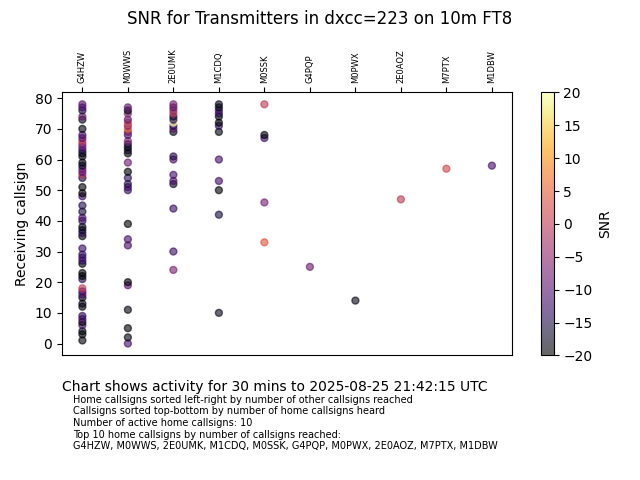 SNR for Transmitters in dxcc=223 on 10m FT8
G4HZW M0WWS 2E0UMK M1CDQ M0SSK G4PQP M0PWX 2E0AOZ M7PTX M1DBW
80
70
60
50
40
30
20
10
0
Receiving callsign
20
15
10
5
0
−5
−10
−15
−20
SNR
Chart shows activity for 30 mins to 2025-08-25 21:42:15 UTC
Home callsigns sorted left-right by number of other callsigns reached
Callsigns sorted top-bottom by number of home callsigns heard
Number of active home callsigns: 10
Top 10 home callsigns by number of callsigns reached:
G4HZW, M0WWS, 2E0UMK, M1CDQ, M0SSK, G4PQP, M0PWX, 2E0AOZ, M7PTX, M1DBW